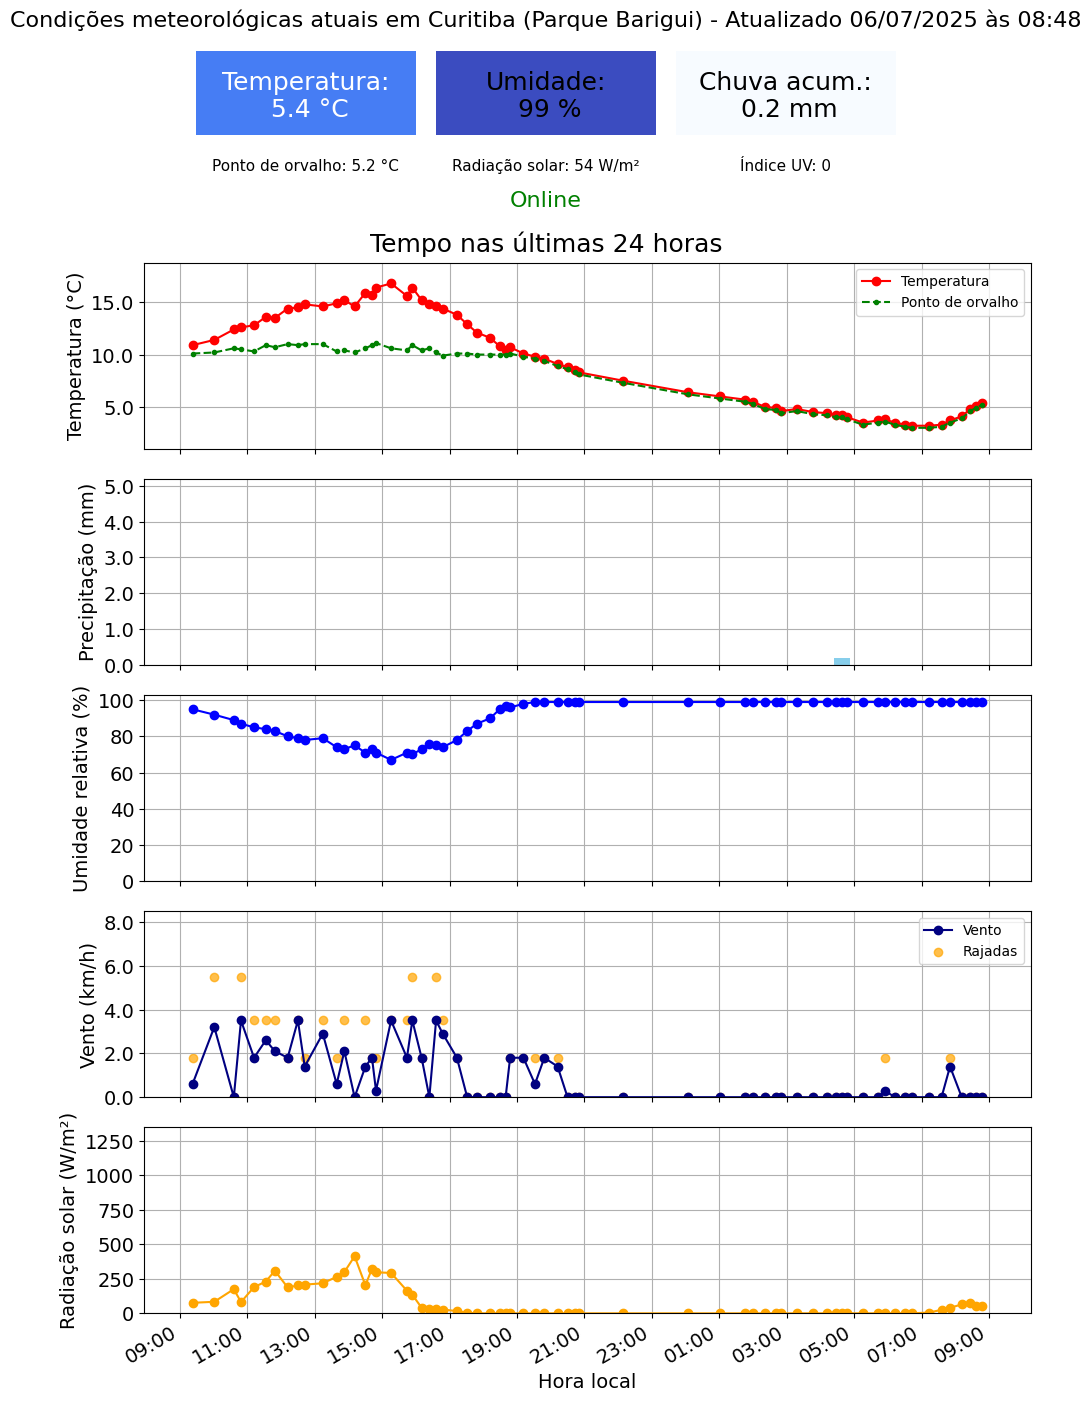 Condições meteorológicas atuais em Curitiba (Parque Barigui) - Atualizado 06/07/2025 às 08:48
Temperatura:
5.4 °C
Umidade:
99 %
Chuva acum.:
0.2 mm
Ponto de orvalho: 5.2 °C
Radiação solar: 54 W/m²
Índice UV: 0
Online
Tempo nas últimas 24 horas
Temperatura (°C)
15.0
10.0
5.0
Temperatura
Ponto de orvalho
Precipitação (mm)
5.0
4.0
3.0
2.0
1.0
0.0
Umidade relativa (%)
100
80
60
40
20
0
Vento (km/h)
8.0
6.0
4.0
2.0
0.0
Vento
Rajadas
Radiação solar (W/m²)
1250
1000
750
500
250
0
09:00
11:00
13:00
15:00
17:00
19:00
21:00
23:00
01:00
03:00
05:00
07:00
09:00
Hora local